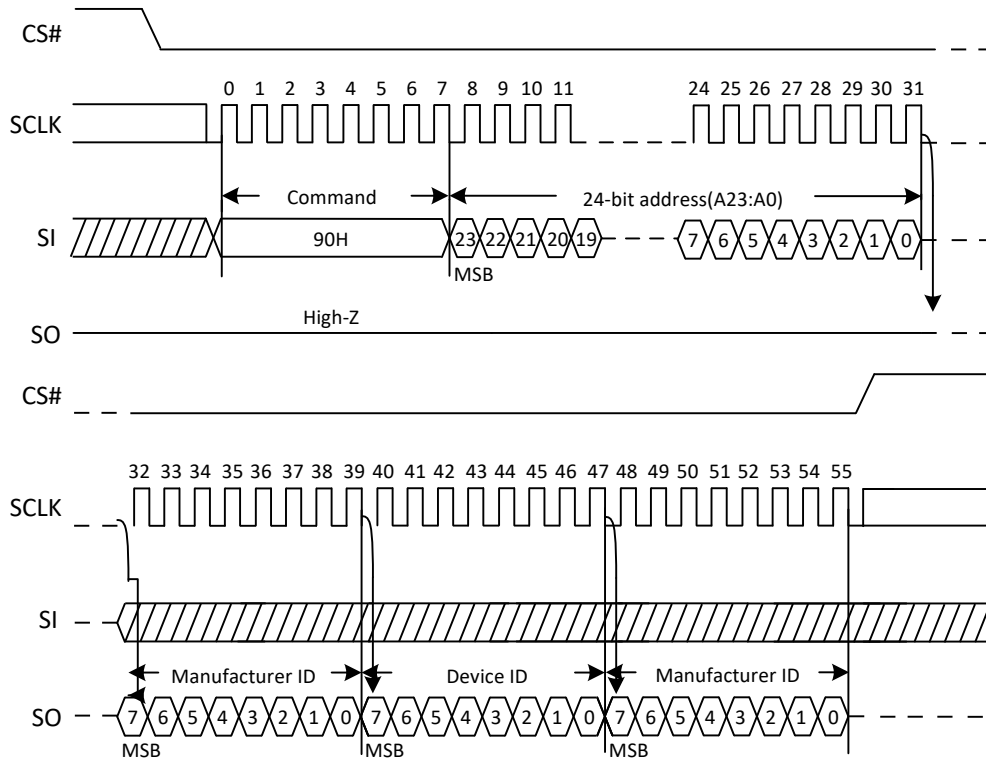 CS#
0 1 2 3 4 5 6 7 8 9 10 11 24 25 26 27 28 29 30 31
SCLK
Command 24-bit address(A23:A0)
SI 90H 23 22 21 20 19 7 6 5 4 3 2 1 0
MSB
High-Z
SO
CS#
32 33 34 35 36 37 38 39 40 41 42 43 44 45 46 47 48 49 50 51 52 53 54 55
SCLK
SI
Manufacturer ID Device ID Manufacturer ID
SO 7 6 5 4 3 2 1 0 7 6 5 4 3 2 1 0 7 6 5 4 3 2 1 0
MSB MSB MSB